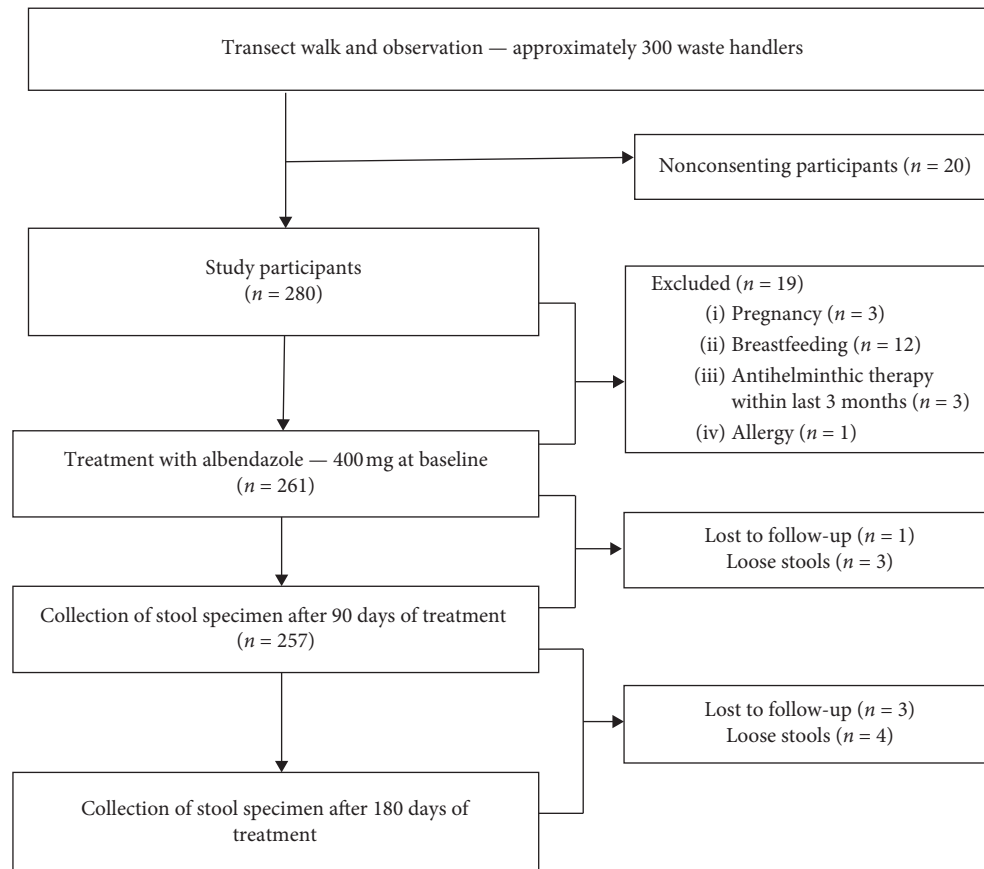 Transect walk and observation — approximately 300 waste handlers
Nonconsenting participants (n = 20)
Study participants
(n = 280)
Excluded (n = 19)
(i) Pregnancy (n = 3)
(ii) Breastfeeding (n = 12)
(iii) Antihelminthic therapy
within last 3 months (n = 3)
(iv) Allergy (n = 1)
Treatment with albendazole — 400 mg at baseline
(n = 261)
Lost to follow-up (n = 1)
Loose stools (n = 3)
Collection of stool specimen after 90 days of treatment
(n = 257)
Lost to follow-up (n = 3)
Loose stools (n = 4)
Collection of stool specimen after 180 days of
treatment